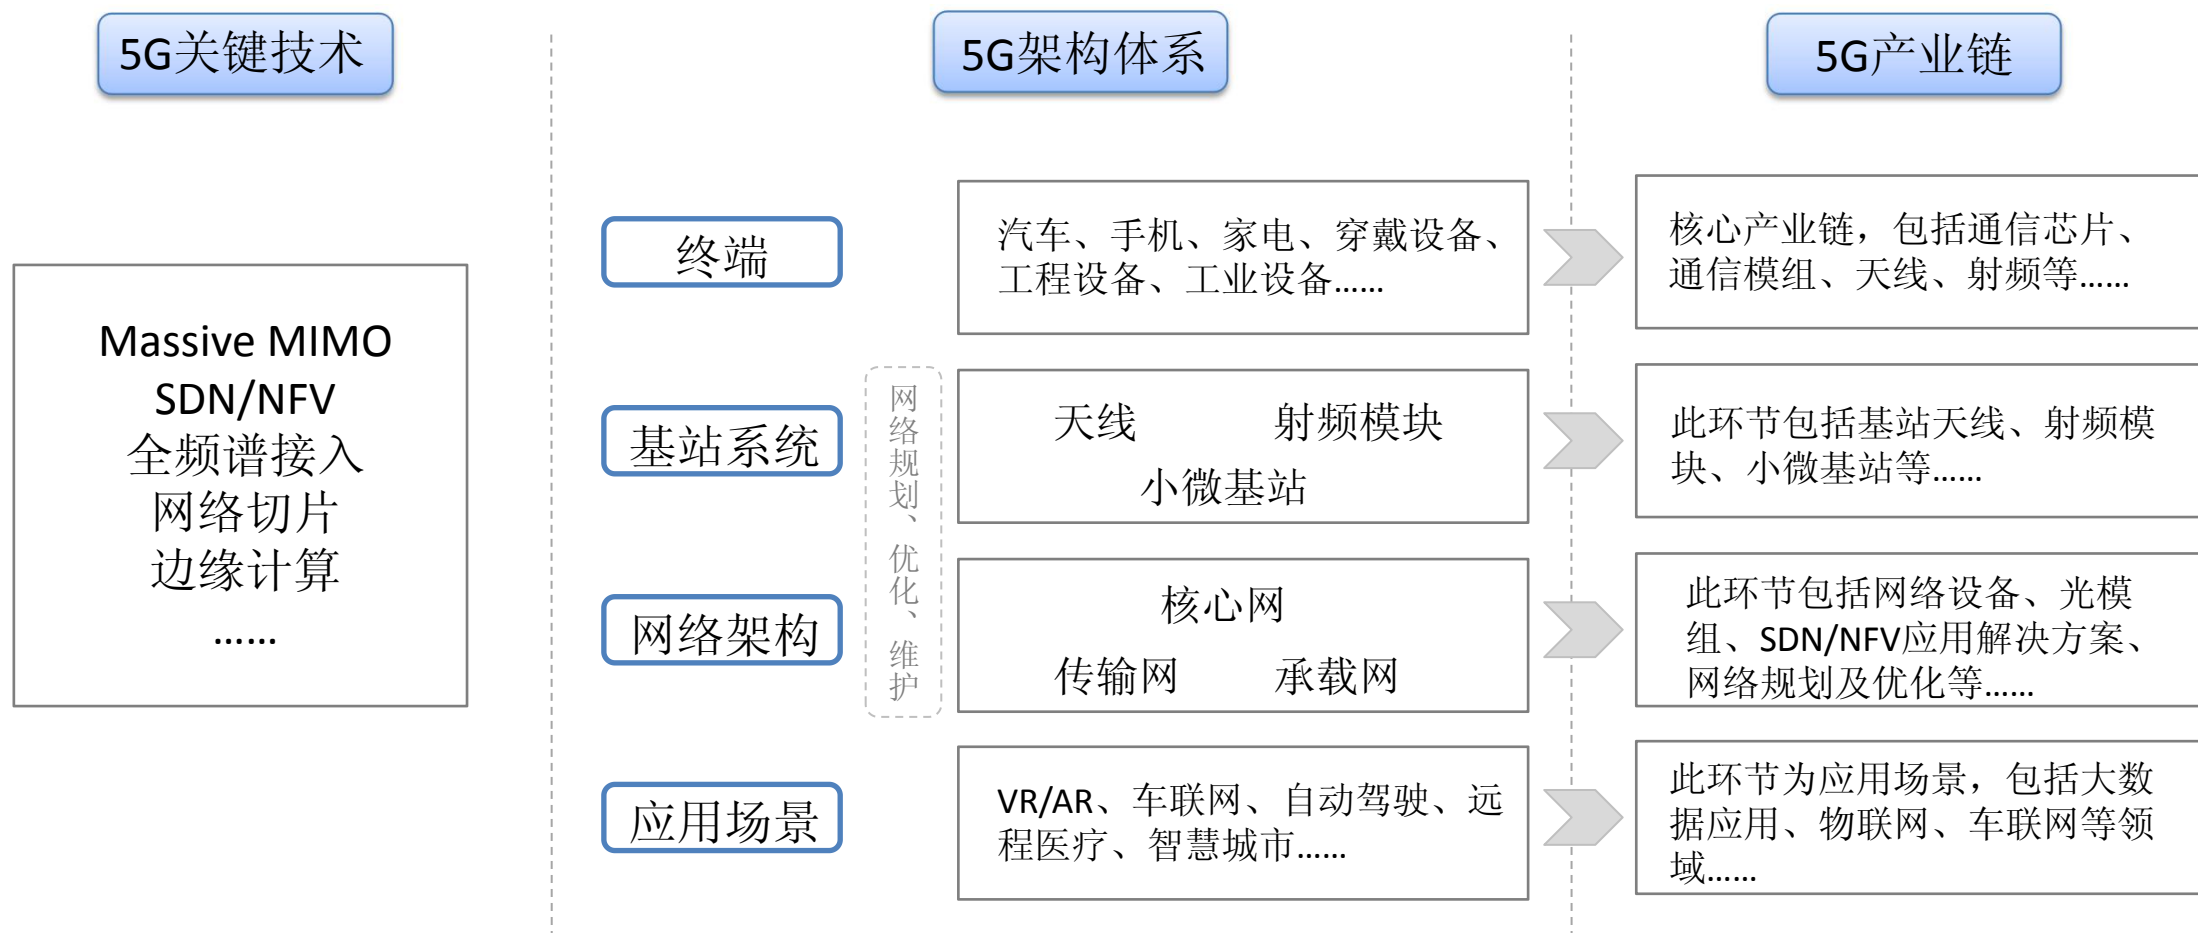 5G关键技术
5G架构体系
5G产业链
Massive MIMO
SDN/NFV
全频谱接入
网络切片
边缘计算
……
终端
汽车、手机、家电、穿戴设备、
工程设备、工业设备……
核心产业链，包括通信芯片、
通信模组、天线、射频等……
网络规划、优化、维护
基站系统
天线 射频模块
小微基站
此环节包括基站天线、射频模
块、小微基站等……
网络架构
核心网
传输网 承载网
此环节包括网络设备、光模
组、SDN/NFV应用解决方案、
网络规划及优化等……
应用场景
VR/AR、车联网、自动驾驶、远
程医疗、智慧城市……
此环节为应用场景，包括大数
据应用、物联网、车联网等领
域……